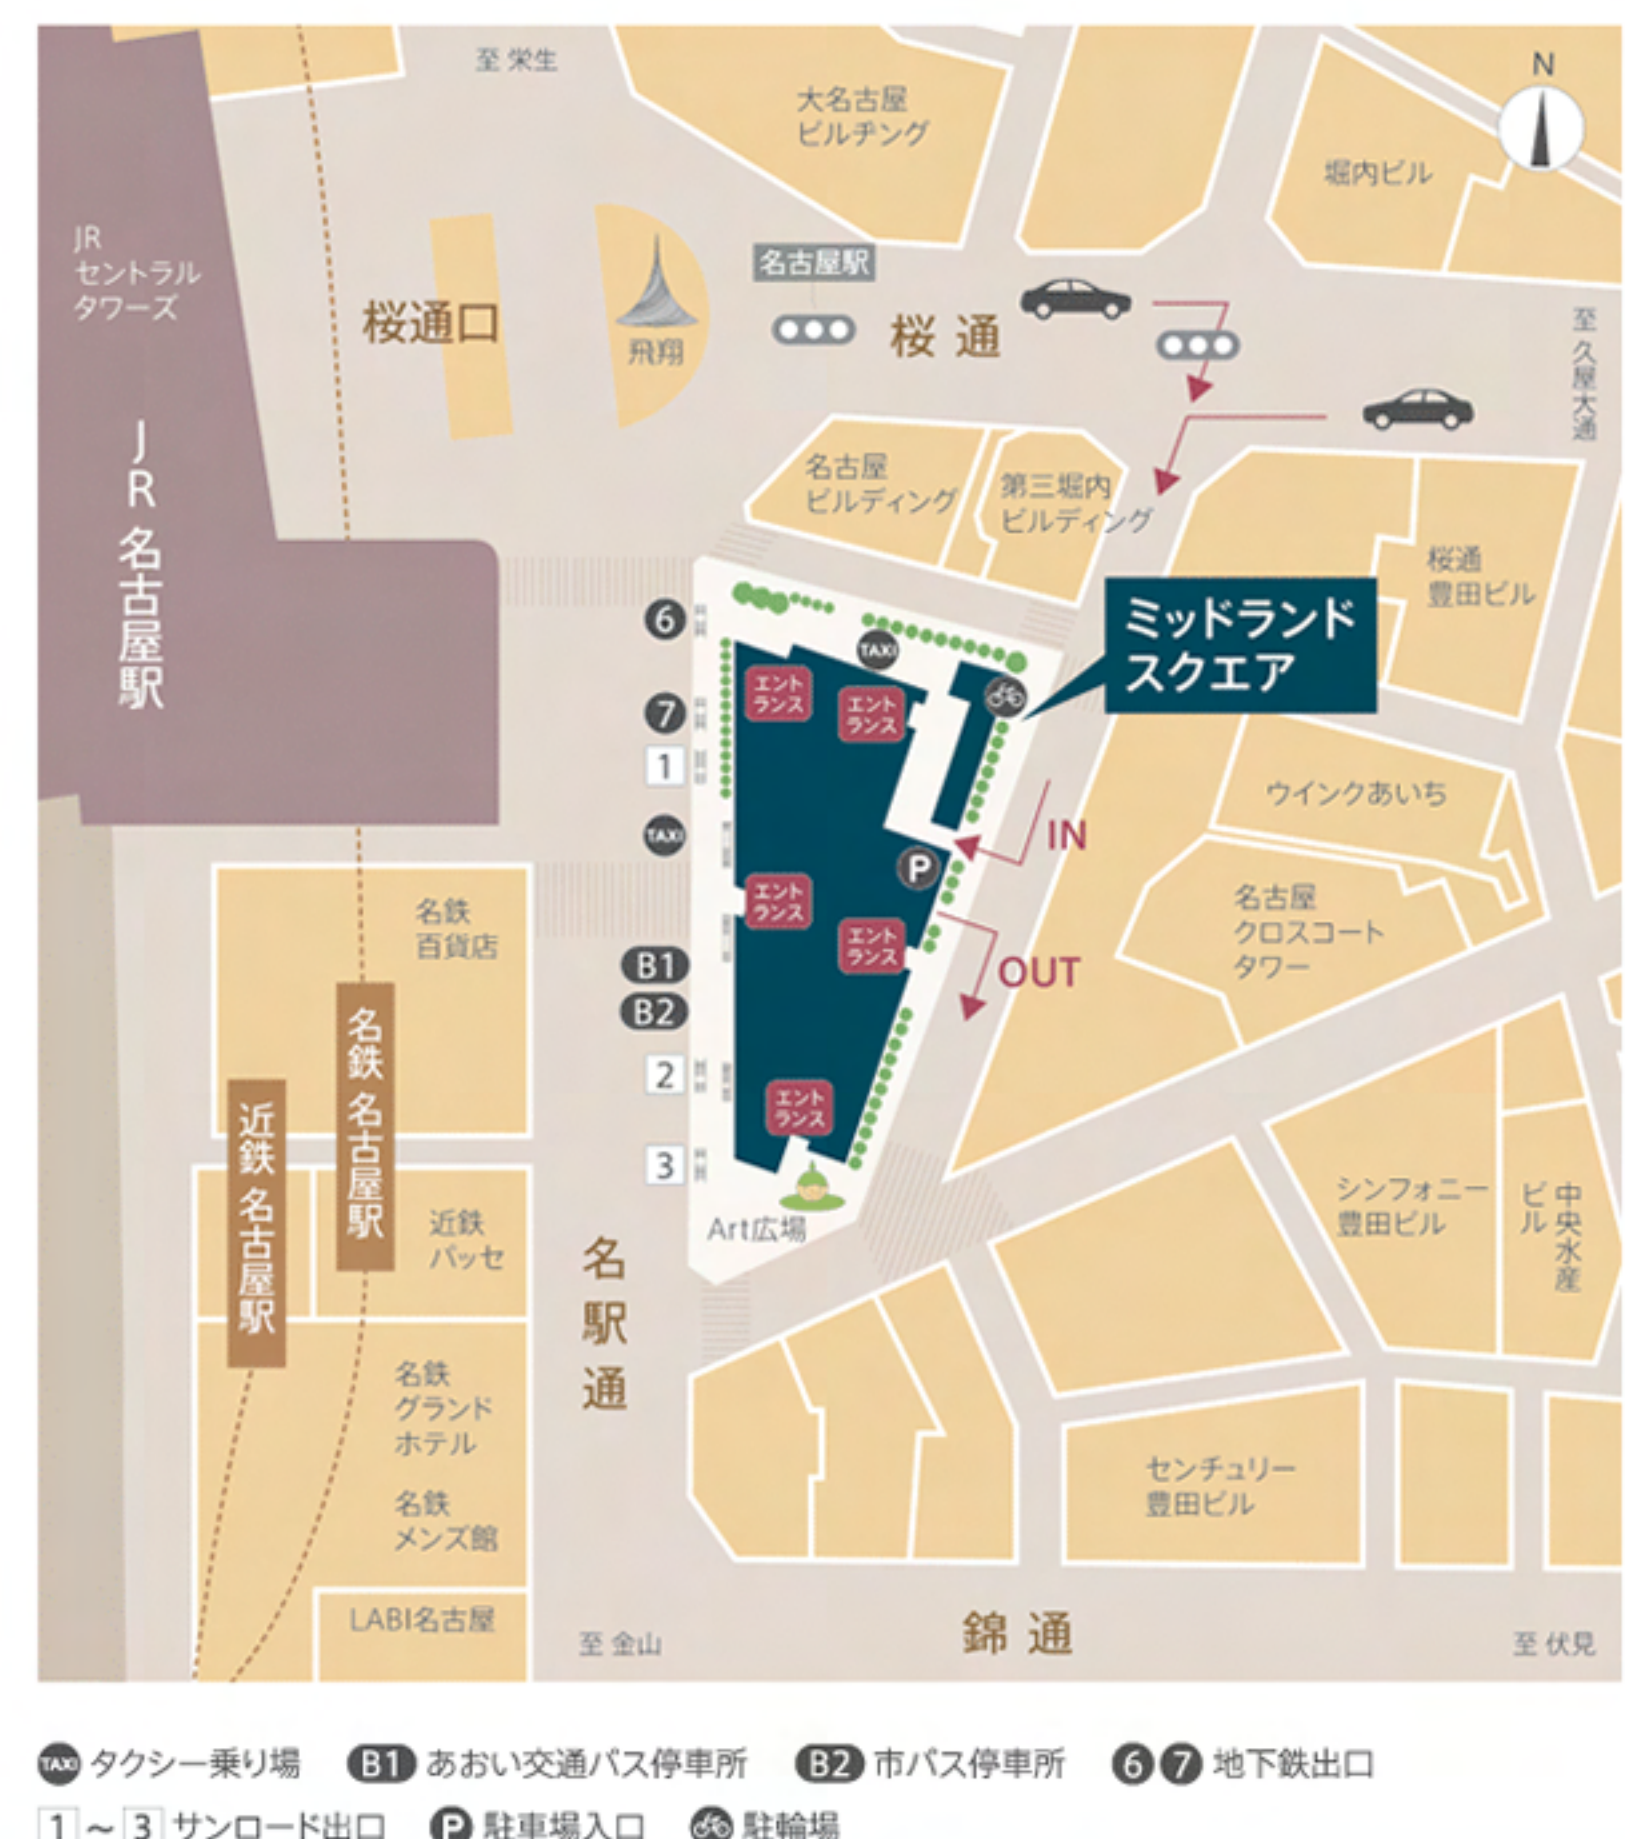 至 栄生
大名古屋
ビルヂング
N
堀内ビル
JR
セントラル
タワーズ
名古屋駅
桜通口
飛翔
桜通
至 久屋大通
JR 名古屋駅
名古屋
ビルディング
第三堀内
ビルディング
桜通
豊田ビル
ミッドランド
スクエア
6
TAXI
エント
ランス
エント
ランス
7
1
ウインクあいち
TAXI
IN
P
エント
ランス
名古屋
クロスコート
タワー
名鉄
百貨店
エント
ランス
OUT
B1
B2
名鉄 名古屋駅
2
近鉄 名古屋駅
エント
ランス
3
シンフォニー
豊田ビル
中央水産
ビル
近鉄
パッセ
Art広場
名駅通
名鉄
グランド
ホテル
センチュリー
豊田ビル
名鉄
メンズ館
LABI名古屋
至 金山
錦通
至 伏見
TAXI タクシー乗り場 B1 あおい交通バス停車所 B2 市バス停車所 6 7 地下鉄出口
1 ～ 3 サンロード出口 P 駐車場入口 駐輪場